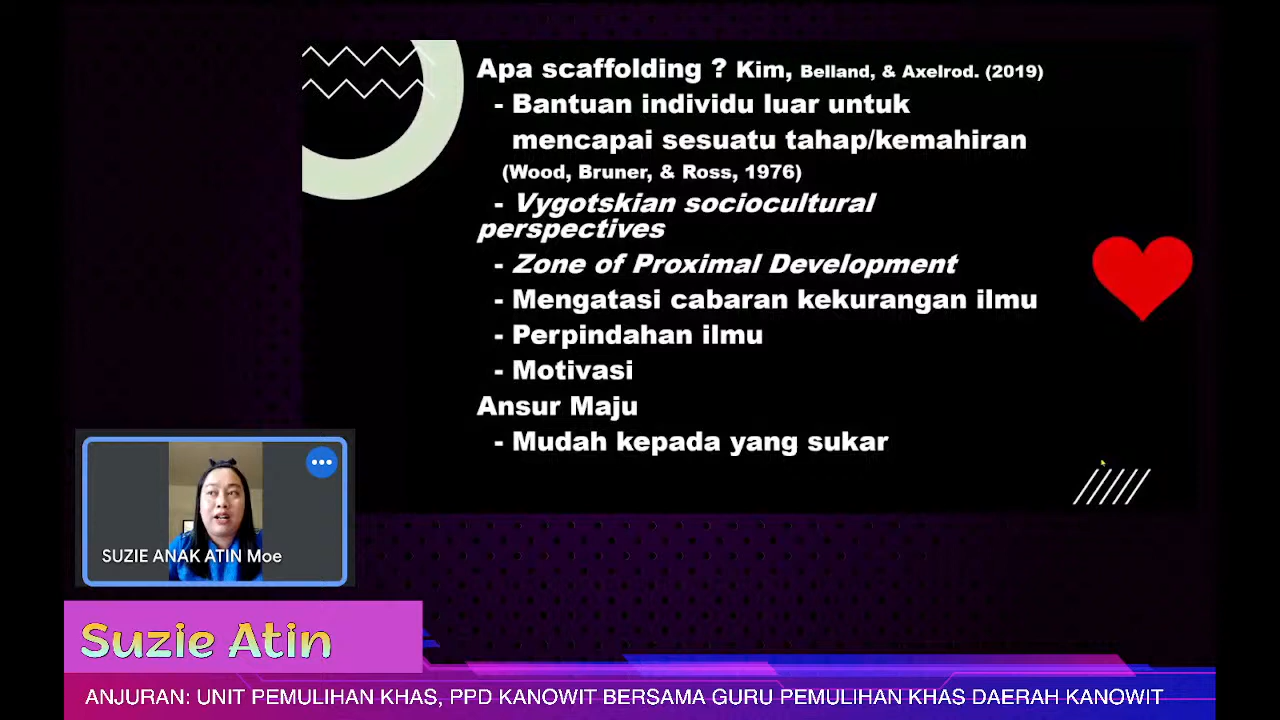 Apa scaffolding ? Kim, Belland, & Axelrod. (2019)
- Bantuan individu luar untuk
mencapai sesuatu tahap/kemahiran
(Wood, Bruner, & Ross, 1976)
- Vygotskian sociocultural
perspectives
- Zone of Proximal Development
- Mengatasi cabaran kekurangan ilmu
- Perpindahan ilmu
- Motivasi
Ansur Maju
- Mudah kepada yang sukar
SUZIE ANAK ATIN Moe
Suzie Atin
ANJURAN: UNIT PEMULIHAN KHAS, PPD KANOWIT BERSAMA GURU PEMULIHAN KHAS DAERAH KANOWIT